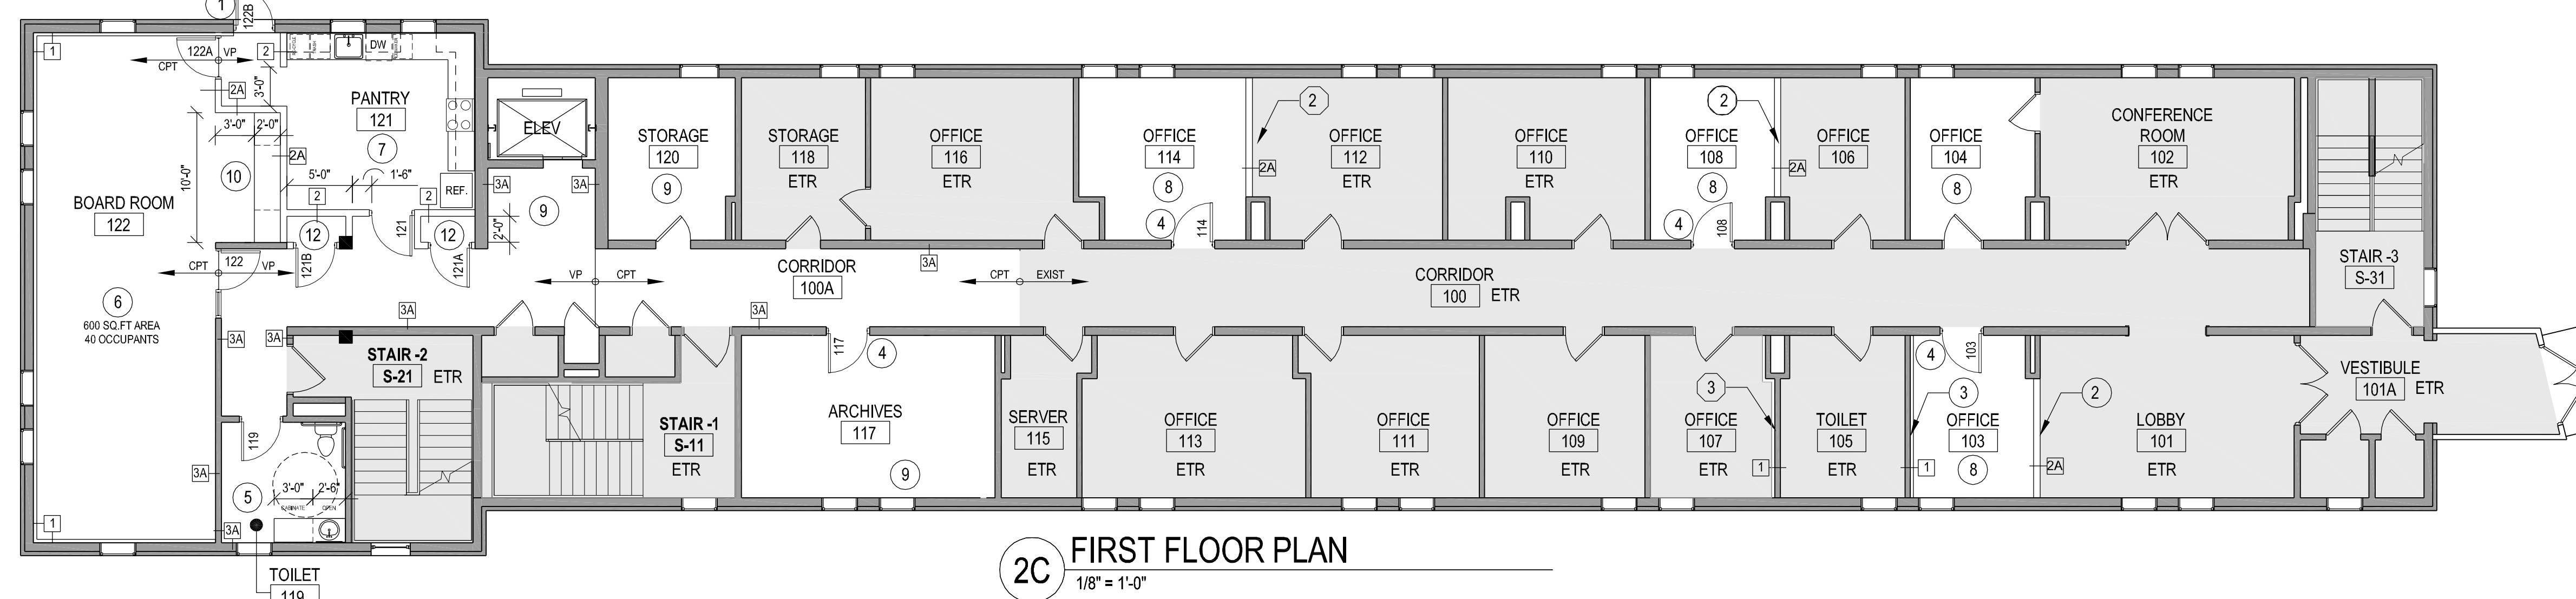 1
122B
1
122A
VP
2
DW
CPT
2A
3'-0"
PANTRY
121
7
3'-0"
2'-0"
2A
10'-0"
10
5'-0"
1'-6"
REF.
2
2
BOARD ROOM
122
12
12
121
121B
121A
122
CPT
VP
6
600 SQ.FT AREA
40 OCCUPANTS
ELEV
3A
3A
9
2'-0"
STORAGE
120
9
STORAGE
118
ETR
OFFICE
116
OFFICE
114
8
4
114
2
2A
OFFICE
112
ETR
OFFICE
110
ETR
OFFICE
108
8
4
108
2
2A
OFFICE
106
OFFICE
104
8
CONFERENCE
ROOM
102
ETR
STAIR -3
S-31
VP
CPT
CORRIDOR
100A
3A
CPT
EXIST
CORRIDOR
100
ETR
3A
3A
3A
3A
STAIR -2
S-21
ETR
119
3A
5
3'-0"
2'-6"
CABINATE
OPEN
3A
1
TOILET
119
STAIR -1
S-11
ETR
117
4
ARCHIVES
117
9
SERVER
115
ETR
OFFICE
113
ETR
OFFICE
111
ETR
OFFICE
109
ETR
3
OFFICE
107
ETR
1
TOILET
105
ETR
1
4
103
3
OFFICE
103
8
2
2A
LOBBY
101
ETR
VESTIBULE
101A
ETR
2C
FIRST FLOOR PLAN
1/8" = 1'-0"